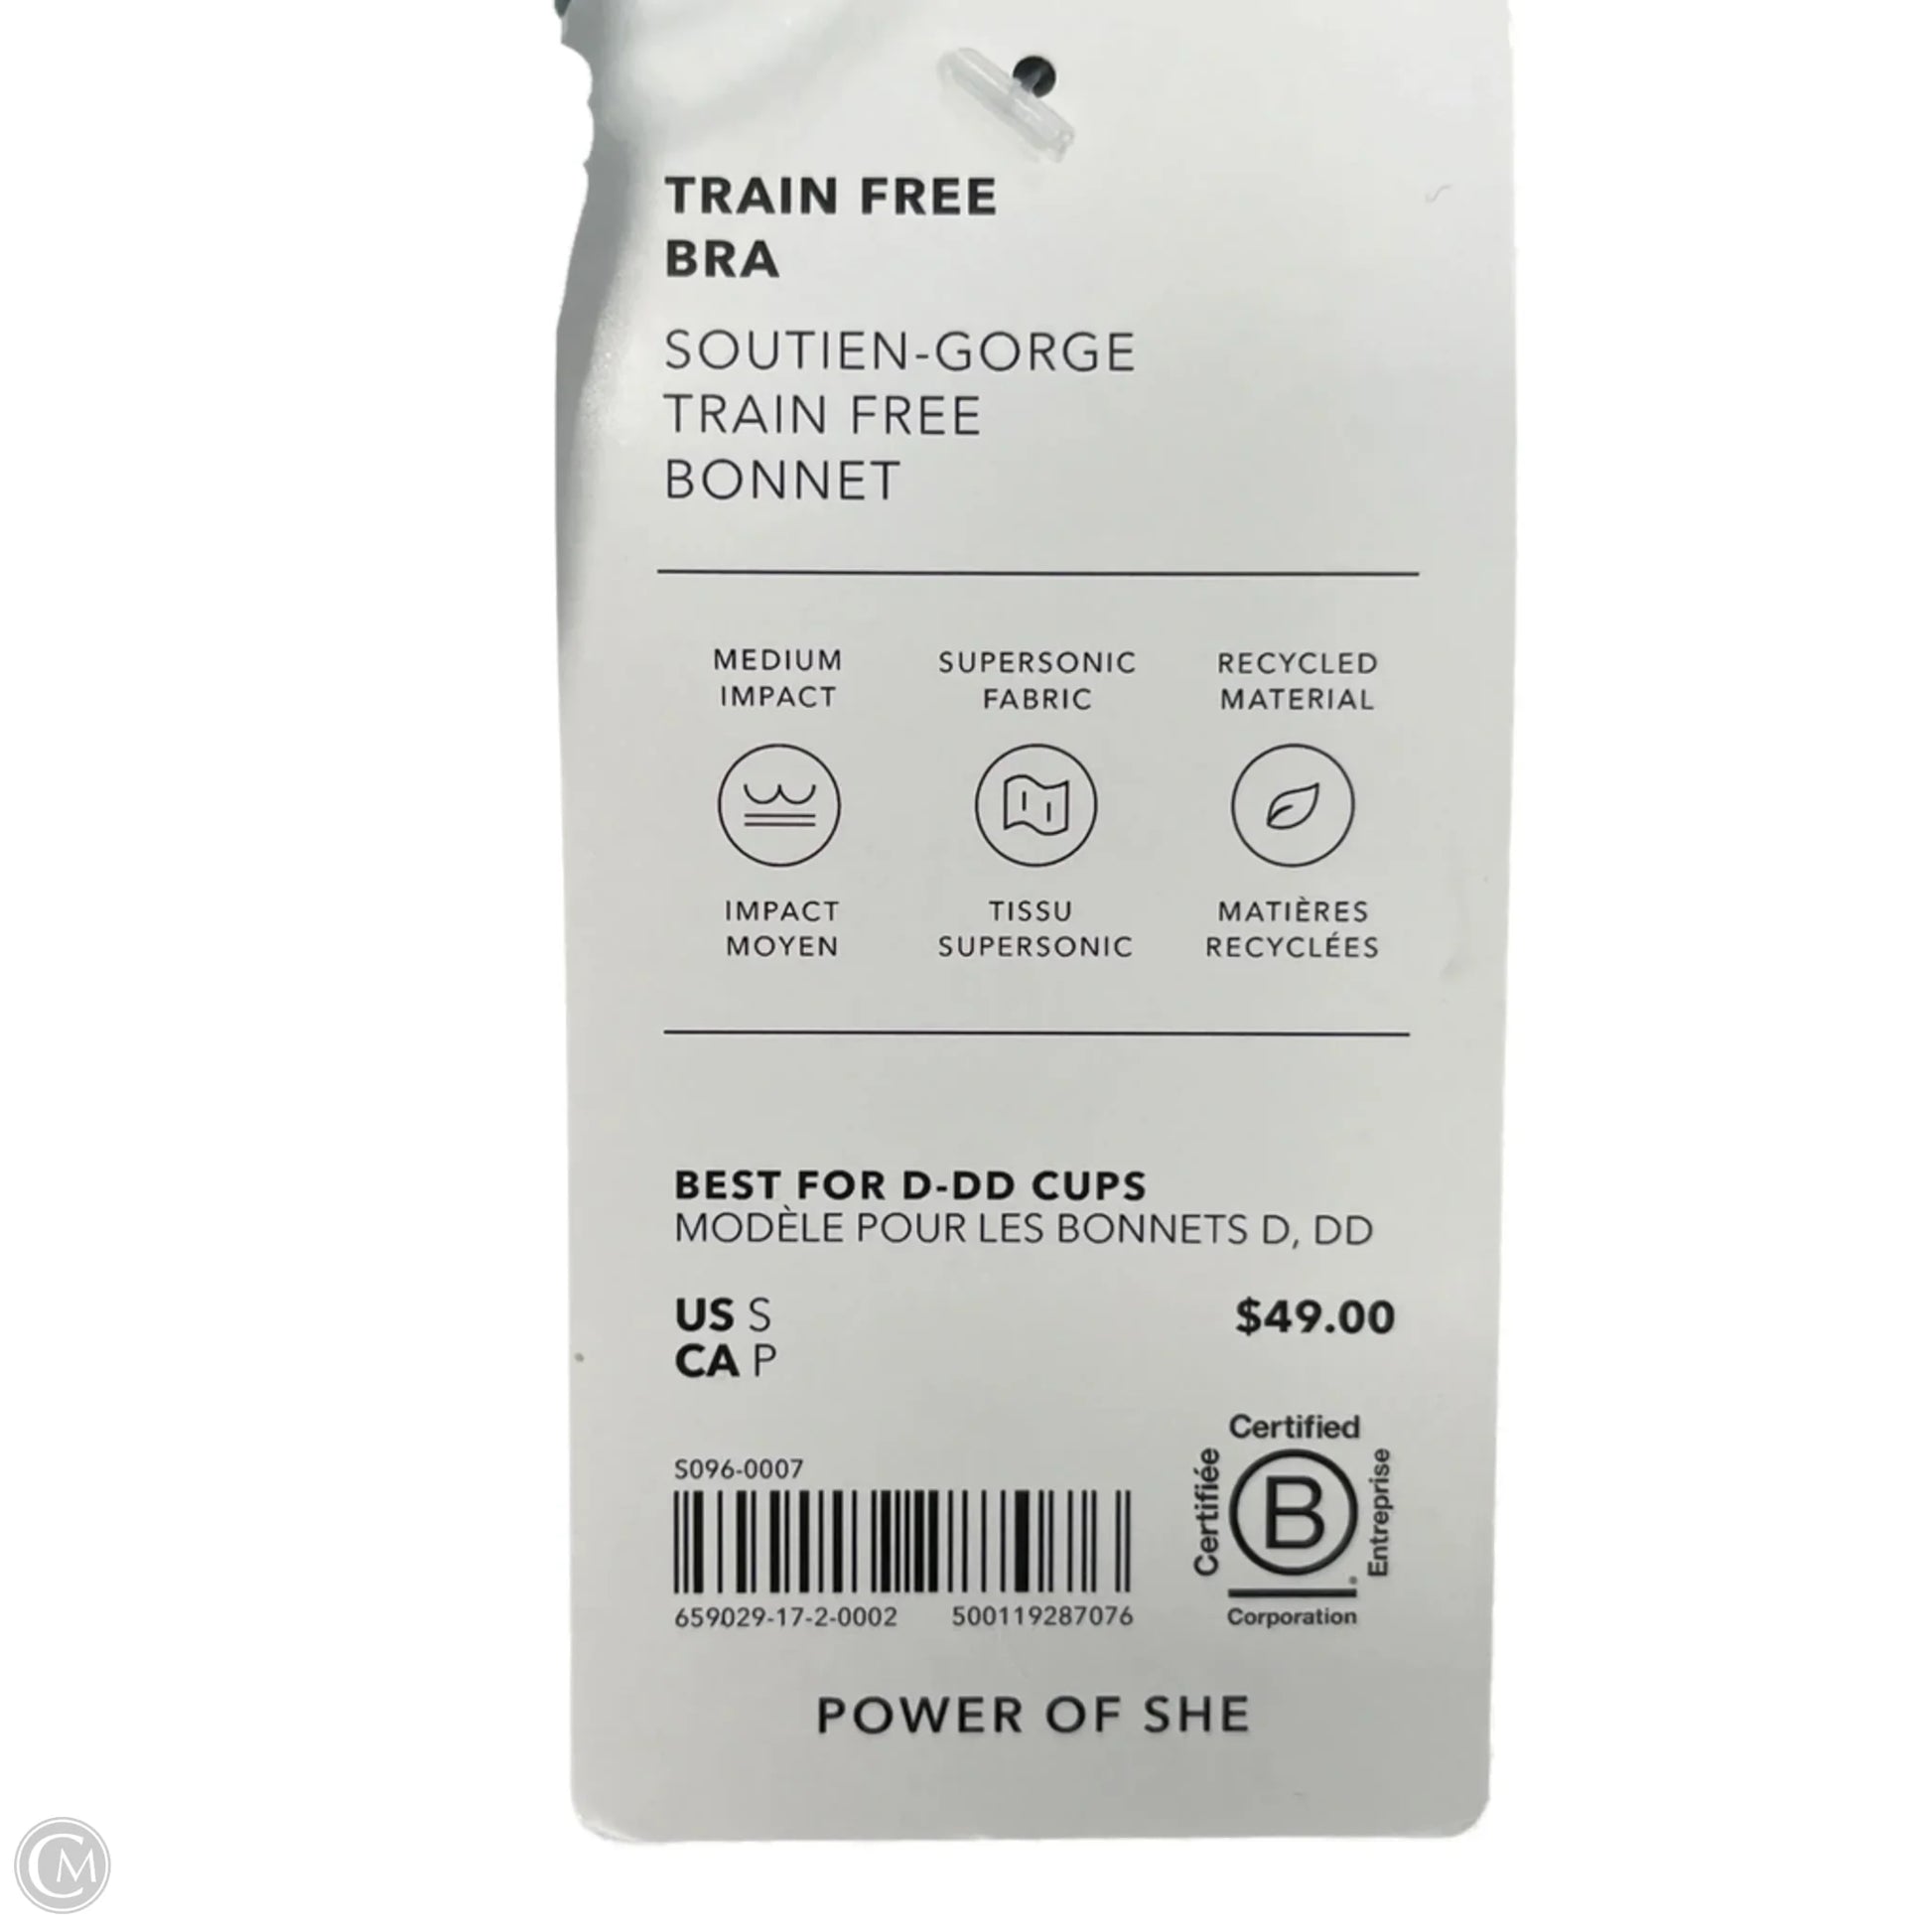 TRAIN FREE
BRA
SOUTIEN-GORGE
TRAIN FREE
BONNET
MEDIUM
IMPACT
SUPERSONIC
FABRIC
RECYCLED
MATERIAL
IMPACT
MOYEN
TISSU
SUPERSONIC
MATIÈRES
RECYCLÉES
BEST FOR D-DD CUPS
MODÈLE POUR LES BONNETS D, DD
US S
CA P
$49.00
S096-0007
659029-17-2-0002 500119287076
Certified
Certifiée
B
Entreprise
Corporation
POWER OF SHE
CM